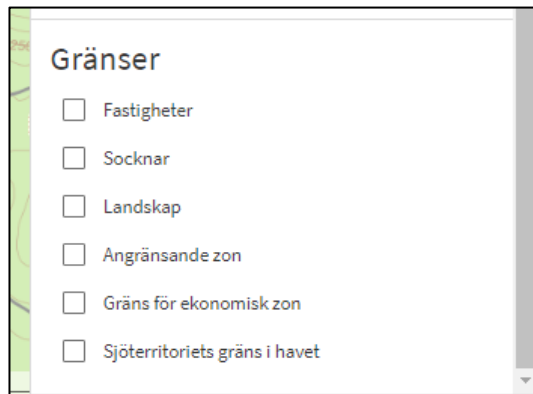 Gränser
Fastigheter
Socknar
Landskap
Angränsande zon
Gräns för ekonomisk zon
Sjöterritoriets gräns i havet